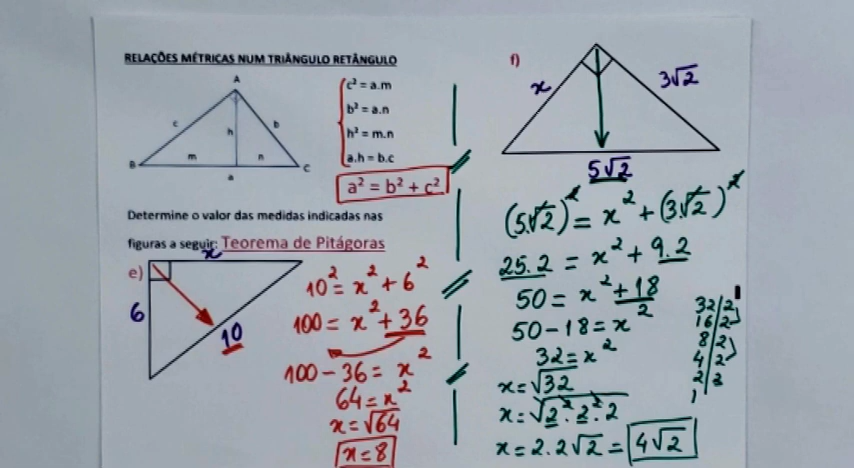 RELAÇÕES MÉTRICAS NUM TRIÂNGULO RETÂNGULO
A
c
h
b
B
m
n
C
a
c² = a.m
b² = a.n
h² = m.n
a.h = b.c
a² = b² + c²
Determine o valor das medidas indicadas nas
figuras a seguir: Teorema de Pitágoras
e)
x
6
10
10² = x² + 6²
100 = x² + 36
100 - 36 = x²
64 = x²
x = √64
x = 8
f)
x
3√2
5√2
(5√2)² = x² + (3√2)²
25.2 = x² + 9.2
50 = x² + 18
50 - 18 = x²
32 = x²
x = √32
x = √2².2².2
x = 2.2√2 = 4√2
32|2
16|2
8|2
4|2
2|2
1